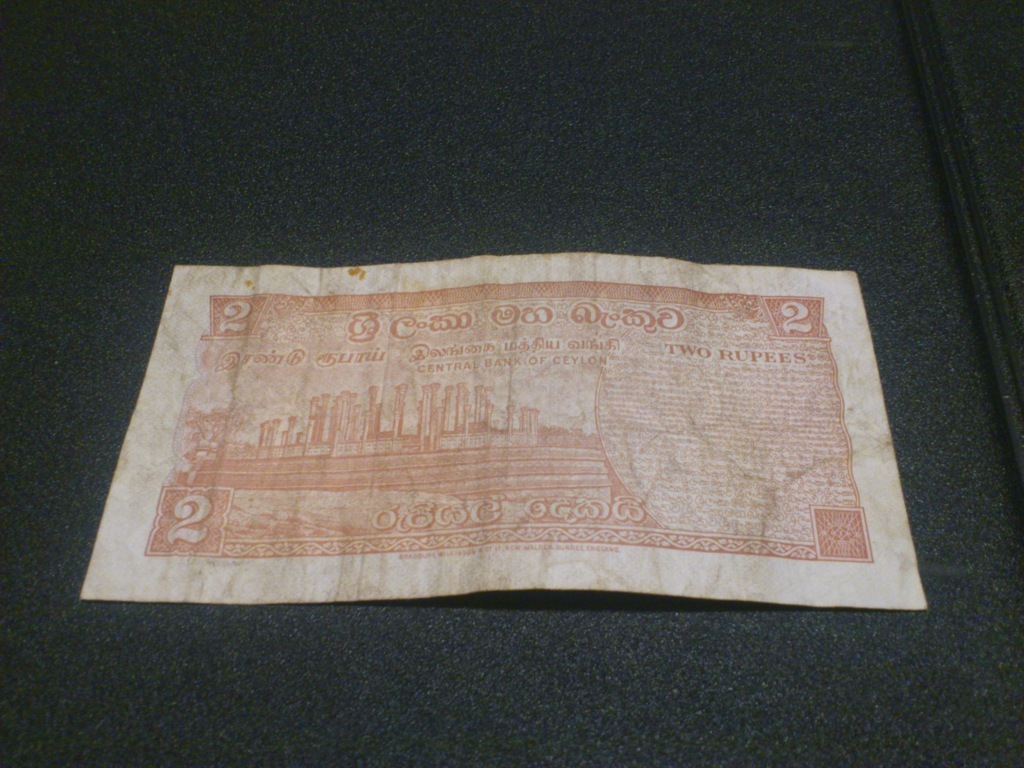 2 2
ශ්‍රී ලංකා මහ බැංකුව
இரண்டு ரூபாய் இலங்கை மத்திய வங்கி TWO RUPEES
CENTRAL BANK OF CEYLON
2 රුපියල් දෙකයි